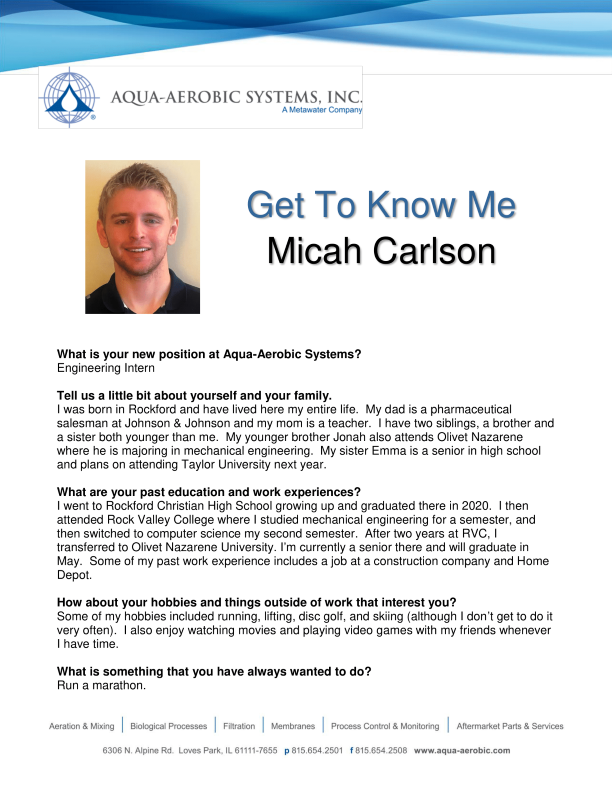 AQUA-AEROBIC SYSTEMS, INC.
A Metawater Company
®
Get To Know Me
Micah Carlson
What is your new position at Aqua-Aerobic Systems?
Engineering Intern
Tell us a little bit about yourself and your family.
I was born in Rockford and have lived here my entire life.  My dad is a pharmaceutical
salesman at Johnson & Johnson and my mom is a teacher.  I have two siblings, a brother and
a sister both younger than me.  My younger brother Jonah also attends Olivet Nazarene
where he is majoring in mechanical engineering.  My sister Emma is a senior in high school
and plans on attending Taylor University next year.
What are your past education and work experiences?
I went to Rockford Christian High School growing up and graduated there in 2020.  I then
attended Rock Valley College where I studied mechanical engineering for a semester, and
then switched to computer science my second semester.  After two years at RVC, I
transferred to Olivet Nazarene University. I’m currently a senior there and will graduate in
May.  Some of my past work experience includes a job at a construction company and Home
Depot.
How about your hobbies and things outside of work that interest you?
Some of my hobbies included running, lifting, disc golf, and skiing (although I don’t get to do it
very often).  I also enjoy watching movies and playing video games with my friends whenever
I have time.
What is something that you have always wanted to do?
Run a marathon.
Aeration & Mixing | Biological Processes | Filtration | Membranes | Process Control & Monitoring | Aftermarket Parts & Services
6306 N. Alpine Rd.  Loves Park, IL 61111-7655  p 815.654.2501  f 815.654.2508  www.aqua-aerobic.com